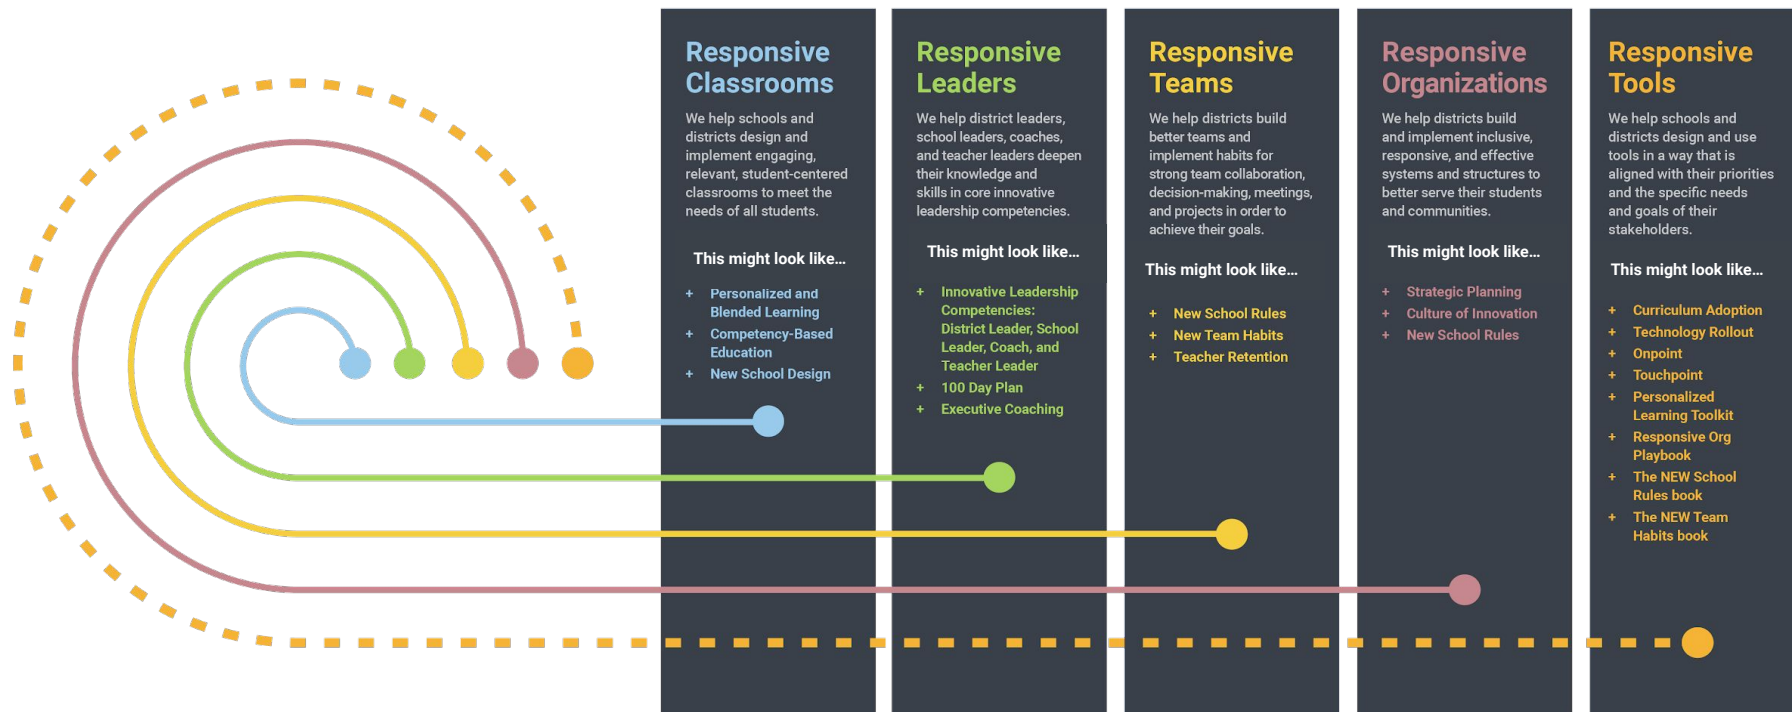 Responsive
Classrooms
We help schools and
districts design and
implement engaging,
relevant, student-centered
classrooms to meet the
needs of all students.
This might look like...
+ Personalized and
Blended Learning
+ Competency-Based
Education
+ New School Design
Responsive
Leaders
We help district leaders,
school leaders, coaches,
and teacher leaders deepen
their knowledge and
skills in core innovative
leadership competencies.
This might look like...
+ Innovative Leadership
Competencies:
District Leader, School
Leader, Coach, and
Teacher Leader
+ 100 Day Plan
+ Executive Coaching
Responsive
Teams
We help districts build
better teams and
implement habits for
strong team collaboration,
decision-making, meetings,
and projects in order to
achieve their goals.
This might look like...
+ New School Rules
+ New Team Habits
+ Teacher Retention
Responsive
Organizations
We help districts build
and implement inclusive,
responsive, and effective
systems and structures to
better serve their students
and communities.
This might look like...
+ Strategic Planning
+ Culture of Innovation
+ New School Rules
Responsive
Tools
We help schools and
districts design and use
tools in a way that is
aligned with their priorities
and the specific needs
and goals of their
stakeholders.
This might look like...
+ Curriculum Adoption
+ Technology Rollout
+ Onpoint
+ Touchpoint
+ Personalized
Learning Toolkit
+ Responsive Org
Playbook
+ The NEW School
Rules book
+ The NEW Team
Habits book